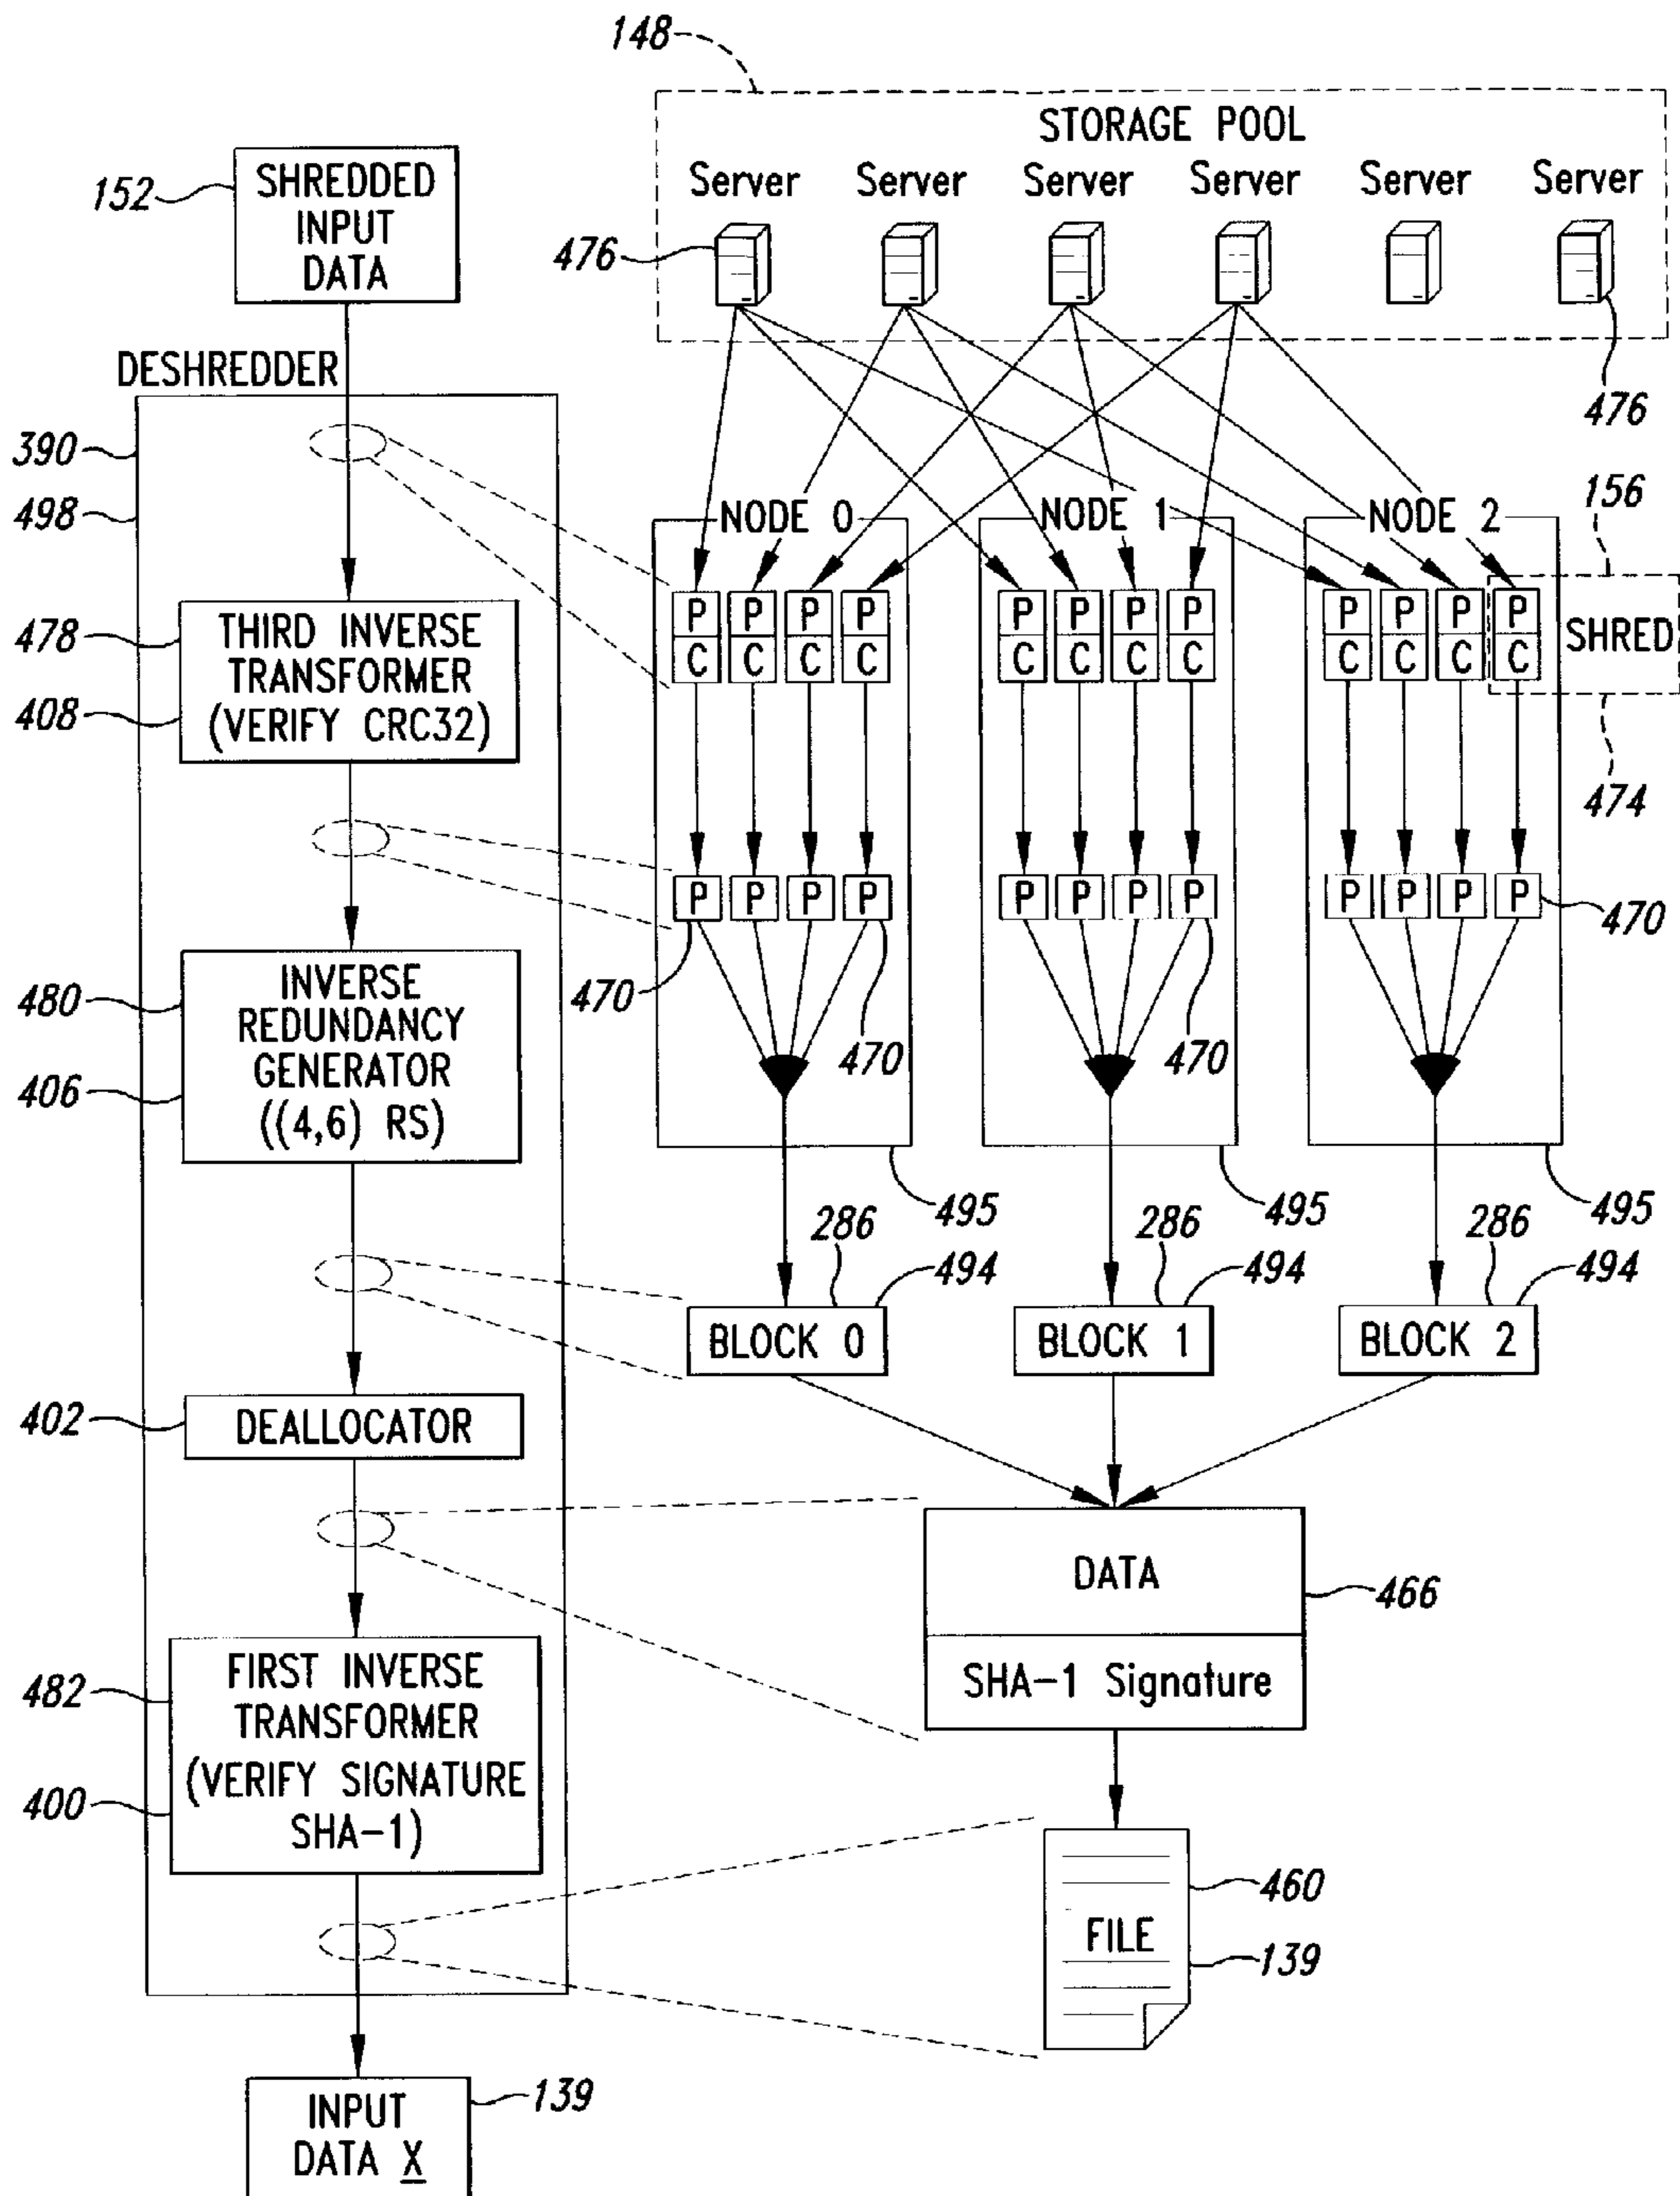 148
STORAGE POOL
Server Server Server Server Server Server
476
476
152
SHREDDED
INPUT
DATA
DESHREDDER
390
498
NODE 0 NODE 1 NODE 2
156
P P P P P P P P P P P P
C C C C C C C C C C C C
SHRED
474
478
THIRD INVERSE
TRANSFORMER
408
(VERIFY CRC32)
P P P P P P P P P P P P
470
470 470 470
480
INVERSE
REDUNDANCY
GENERATOR
406
((4,6) RS)
495 495 495
286 494 286 494 286 494
BLOCK 0 BLOCK 1 BLOCK 2
402
DEALLOCATOR
DATA
466
SHA-1 Signature
482
FIRST INVERSE
TRANSFORMER
(VERIFY SIGNATURE
400
SHA-1)
460
FILE
139
INPUT
DATA X
139